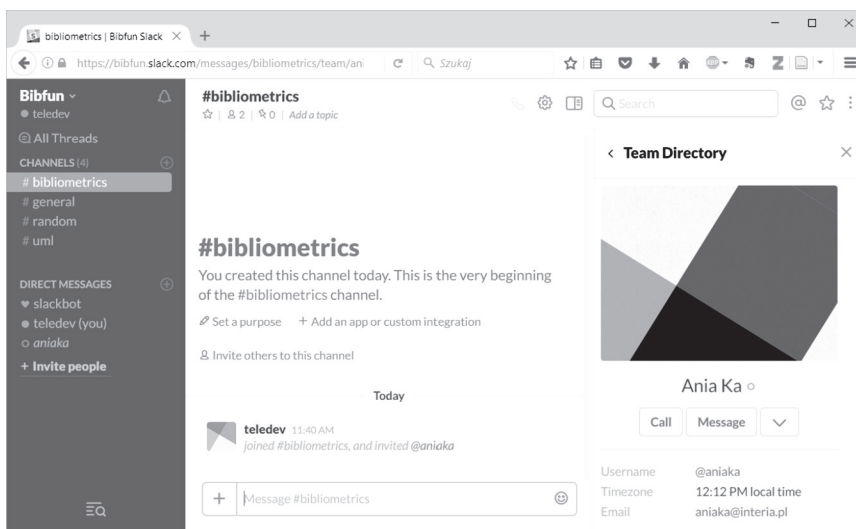 bibliometrics | Bibfun Slack
https://bibfun.slack.com/messages/bibliometrics/team/ani
Szukaj
Bibfun
teledev
All Threads
CHANNELS (4)
# bibliometrics
# general
# random
# uml
DIRECT MESSAGES
slackbot
teledev (you)
aniaka
+ Invite people
#bibliometrics
2 | 0 | Add a topic
Search
#bibliometrics
You created this channel today. This is the very beginning
of the #bibliometrics channel.
Set a purpose + Add an app or custom integration
Invite others to this channel
Today
teledev 11:40 AM
joined #bibliometrics, and invited @aniaka
Message #bibliometrics
Team Directory
Ania Ka
Call Message
Username @aniaka
Timezone 12:12 PM local time
Email aniaka@interia.pl